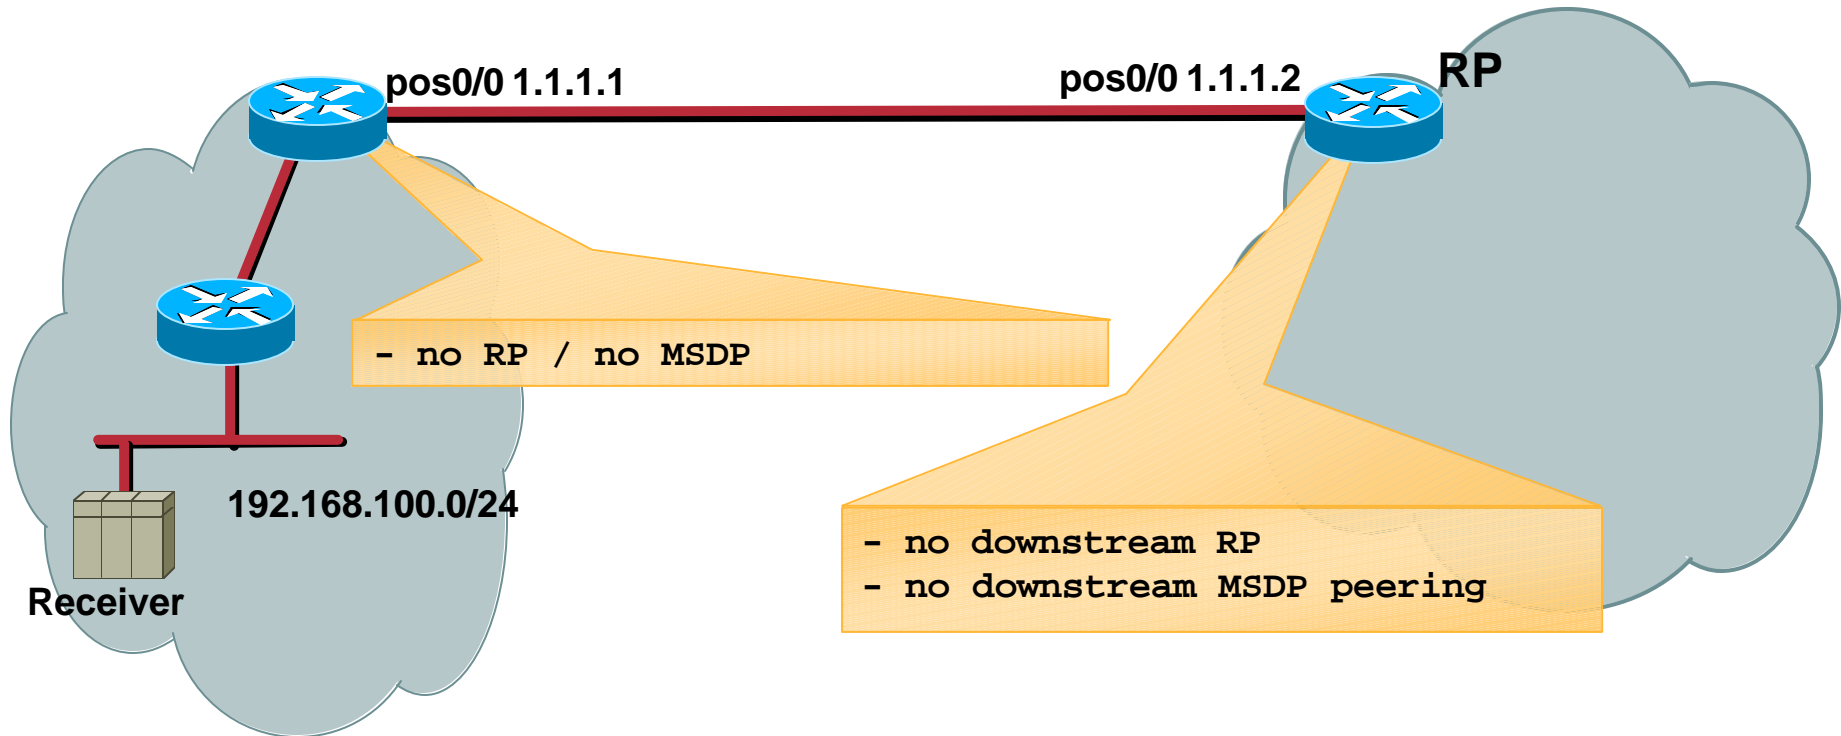 RP
pos0/0 1.1.1.1
pos0/0 1.1.1.2
- no RP / no MSDP
192.168.100.0/24
- no downstream RP
- no downstream MSDP peering
Receiver